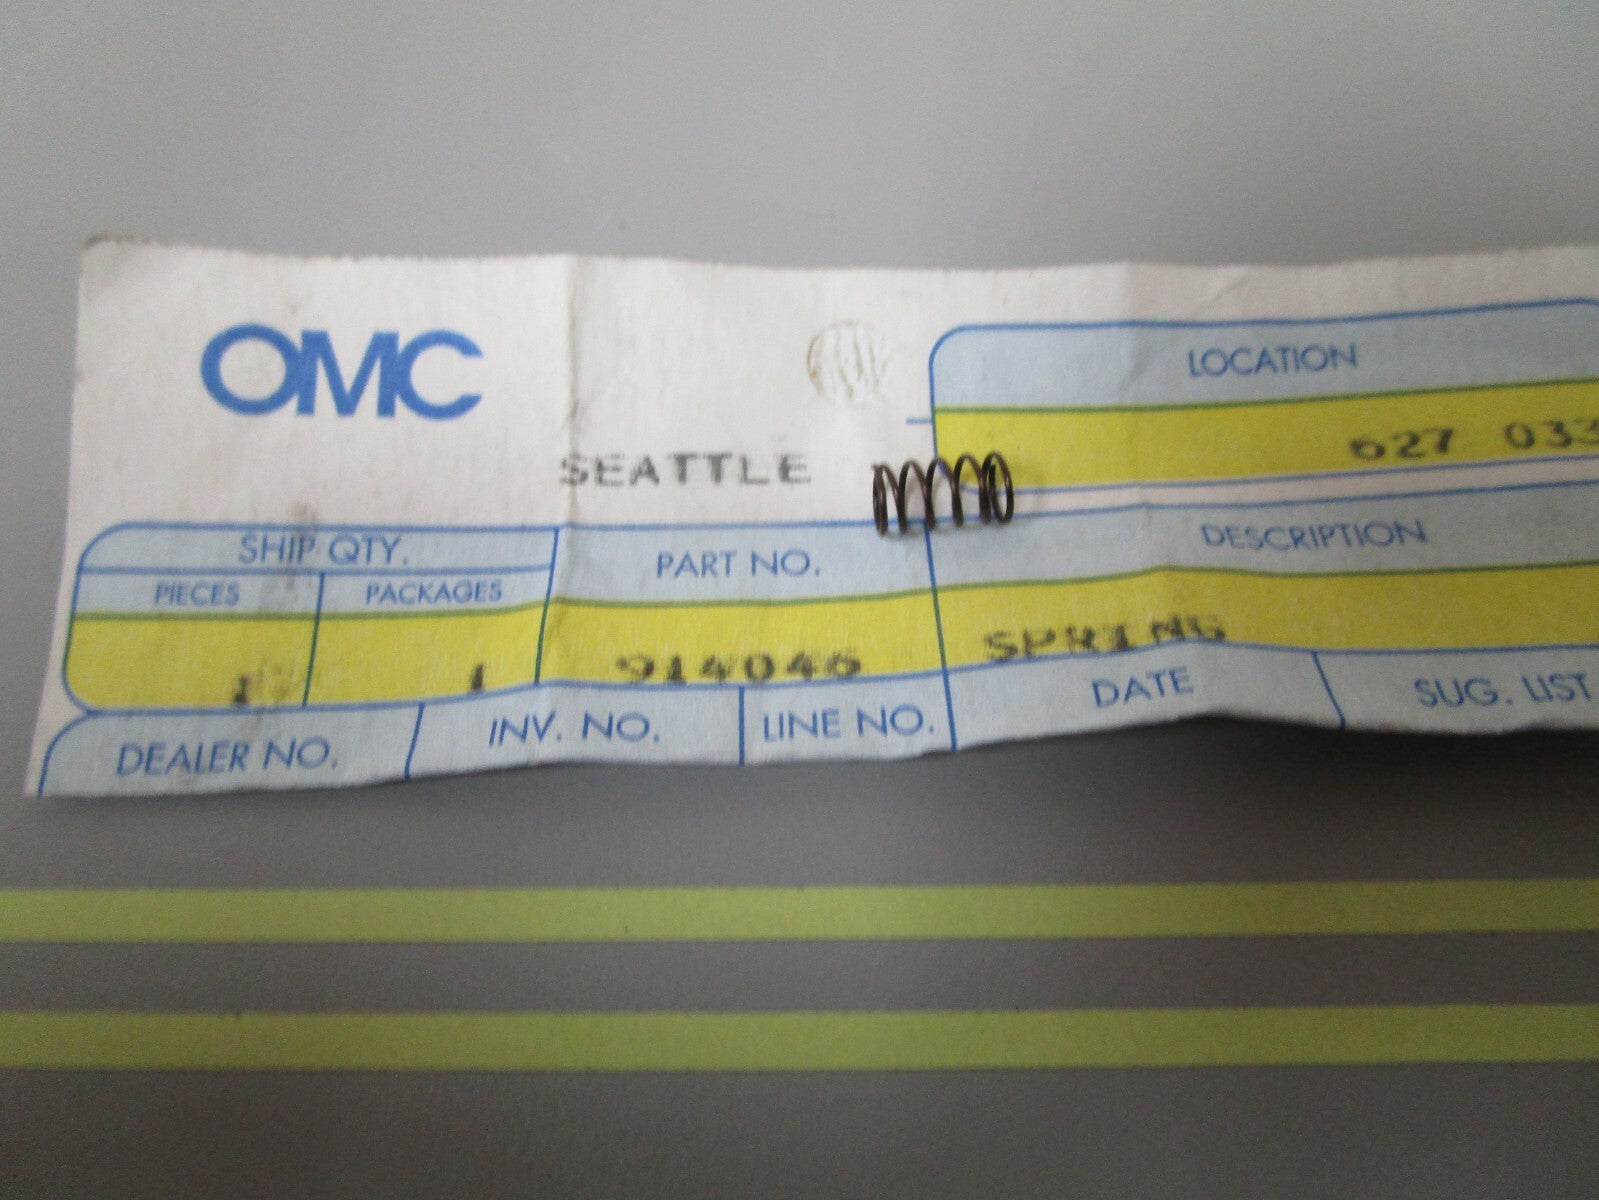 OMC
LOCATION
627 033
SEATTLE
SHIP QTY.
PART NO.
DESCRIPTION
PIECES PACKAGES
1 1 914046 SPRING
DEALER NO. INV. NO. LINE NO. DATE SUG. LIST